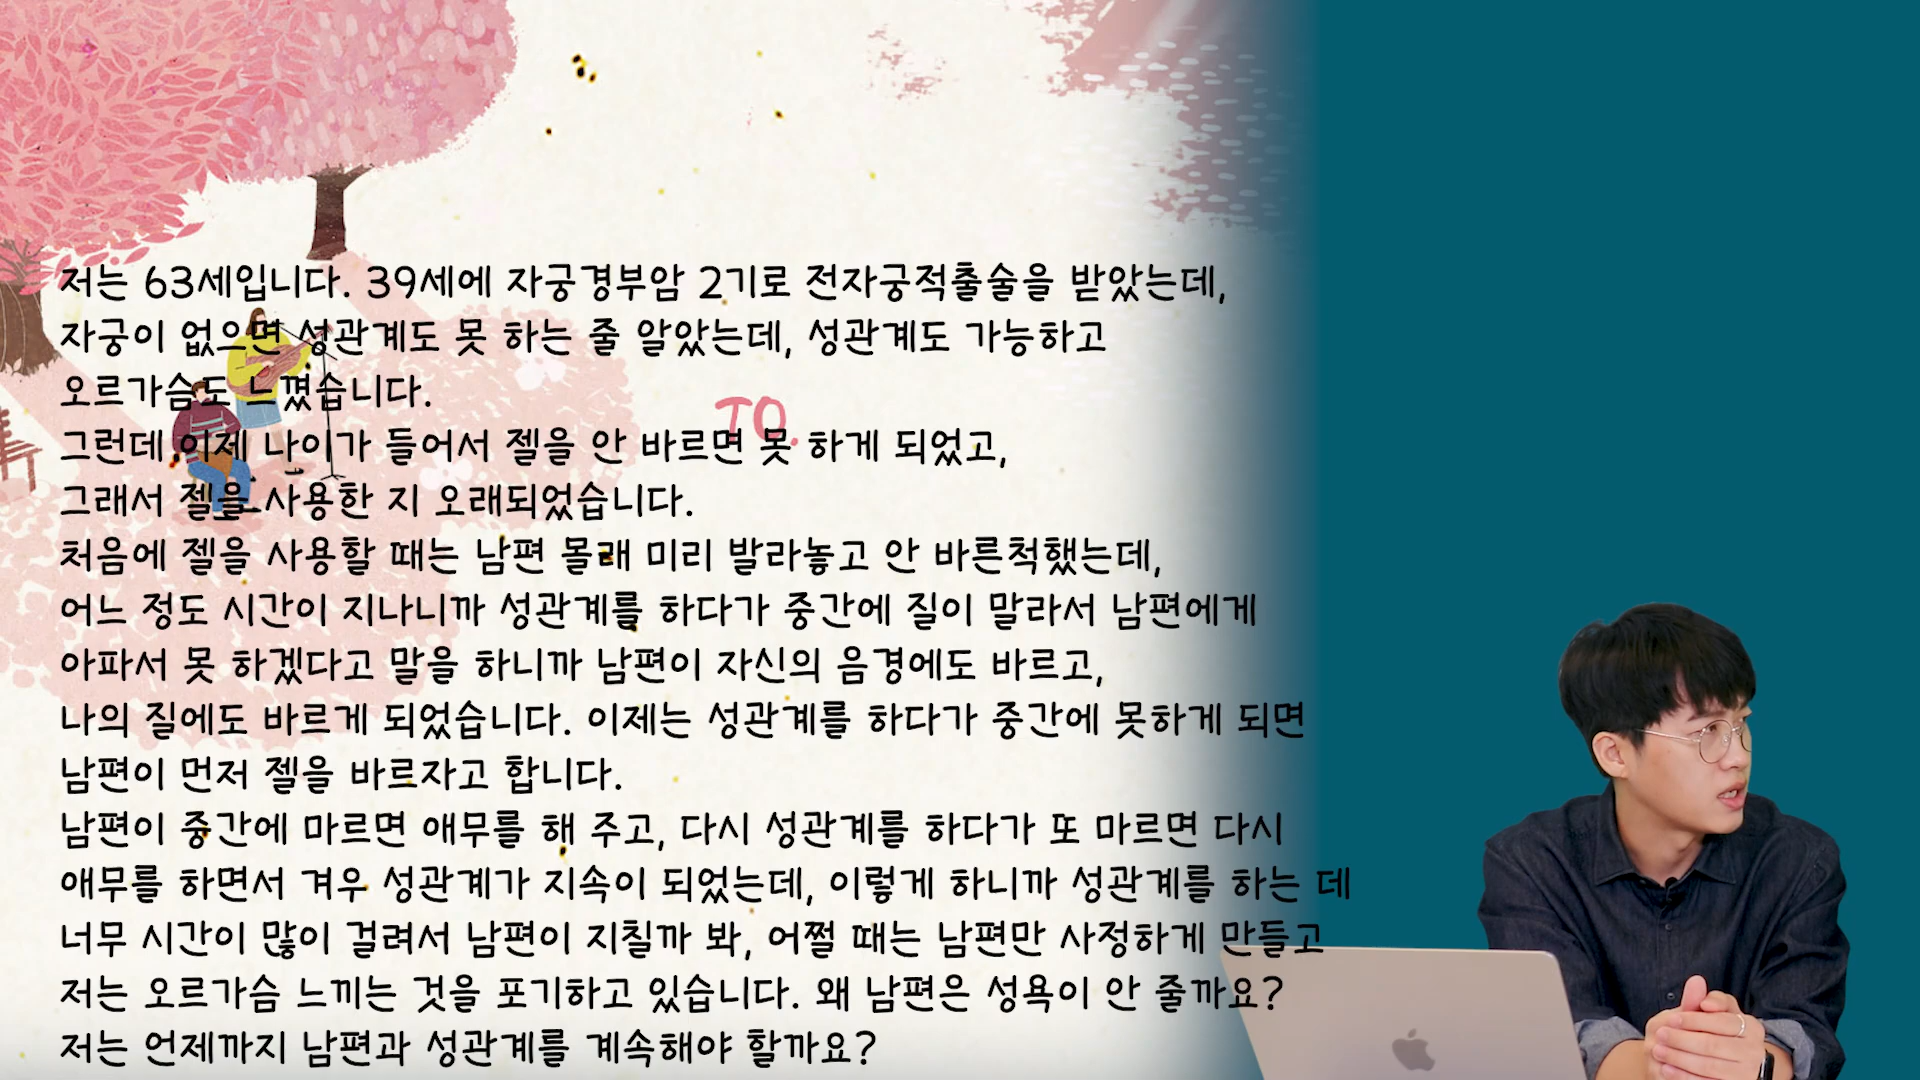 저는 63세입니다. 39세에 자궁경부암 2기로 전자궁적출술을 받았는데,
자궁이 없으면 성관계도 못 하는 줄 알았는데, 성관계도 가능하고
오르가슴도 느꼈습니다.
TO.
그런데 이제 나이가 들어서 젤을 안 바르면 못 하게 되었고,
그래서 젤을 사용한 지 오래되었습니다.
처음에 젤을 사용할 때는 남편 몰래 미리 발라놓고 안 바른척했는데,
어느 정도 시간이 지나니까 성관계를 하다가 중간에 질이 말라서 남편에게
아파서 못 하겠다고 말을 하니까 남편이 자신의 음경에도 바르고,
나의 질에도 바르게 되었습니다. 이제는 성관계를 하다가 중간에 못하게 되면
남편이 먼저 젤을 바르자고 합니다.
남편이 중간에 마르면 애무를 해 주고, 다시 성관계를 하다가 또 마르면 다시
애무를 하면서 겨우 성관계가 지속이 되었는데, 이렇게 하니까 성관계를 하는 데
너무 시간이 많이 걸려서 남편이 지칠까 봐, 어쩔 때는 남편만 사정하게 만들고
저는 오르가슴 느끼는 것을 포기하고 있습니다. 왜 남편은 성욕이 안 줄까요?
저는 언제까지 남편과 성관계를 계속해야 할까요?